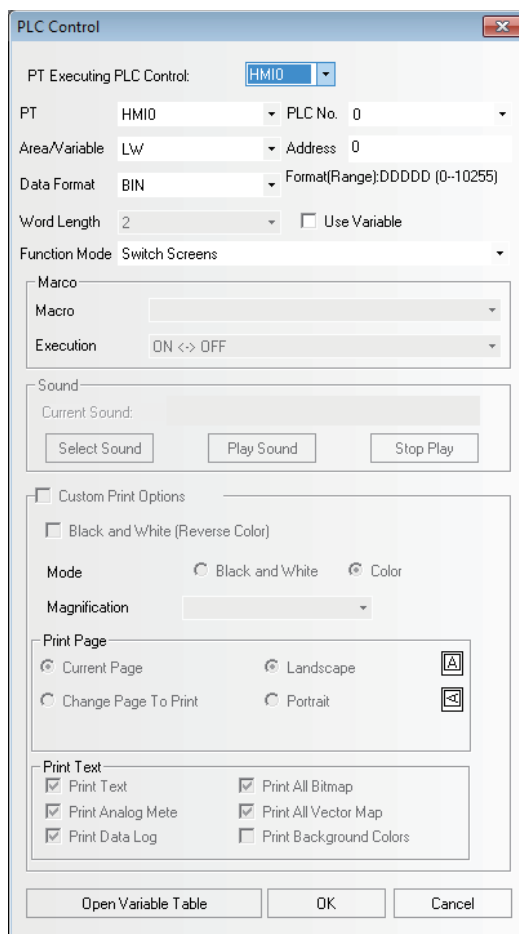 PLC Control
PT Executing PLC Control: HMI0
PT HMI0 PLC No. 0
Area/Variable LW Address 0
Data Format BIN Format(Range):DDDDD (0--10255)
Word Length 2 Use Variable
Function Mode Switch Screens
Marco
Macro
Execution ON <-> OFF
Sound
Current Sound:
Select Sound Play Sound Stop Play
Custom Print Options
Black and White (Reverse Color)
Mode Black and White Color
Magnification
Print Page
Current Page Landscape A
Change Page To Print Portrait A
Print Text
Print Text Print All Bitmap
Print Analog Mete Print All Vector Map
Print Data Log Print Background Colors
Open Variable Table OK Cancel